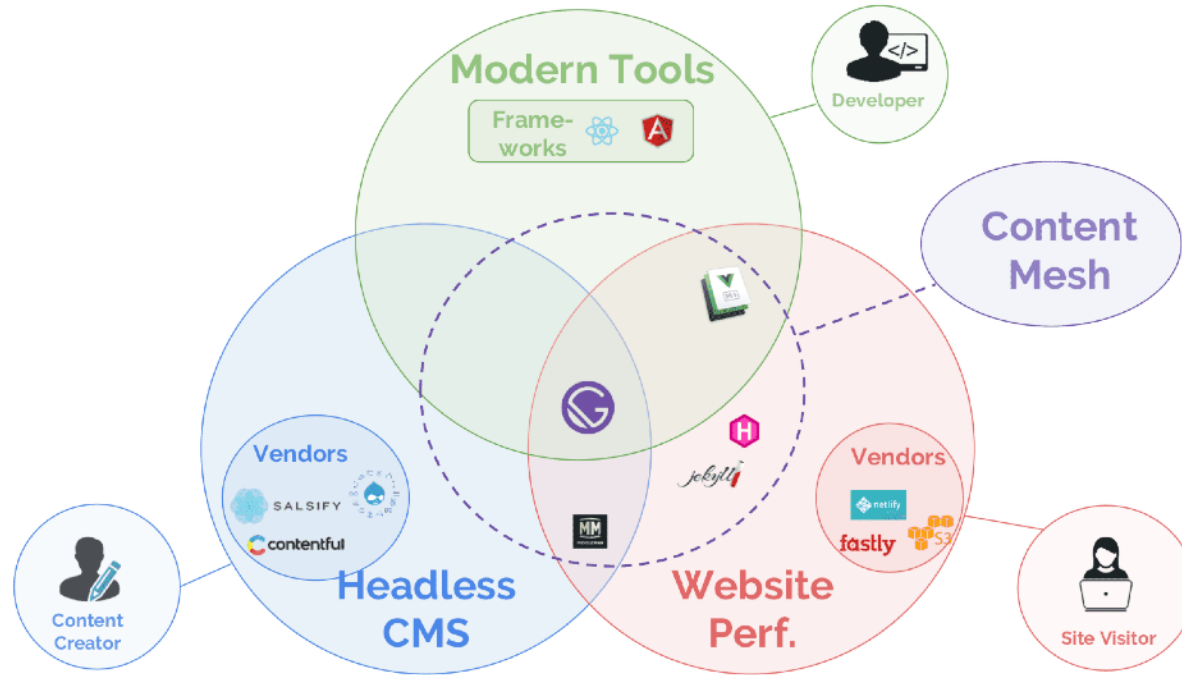 Modern Tools
Frame-
works
</>
Developer
Content
Mesh
H
jekyll
Vendors
SALSIFY
contentful
Vendors
netlify
fastly
S3
MM
Headless
CMS
Website
Perf.
Content
Creator
Site Visitor